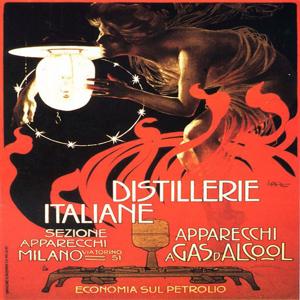 DISTILLERIE
ITALIANE
SEZIONE
APPARECCHI
MILANO VIA TORINO
51
APPARECCHI
A GAS D'ALCOOL
ECONOMIA SUL PETROLIO